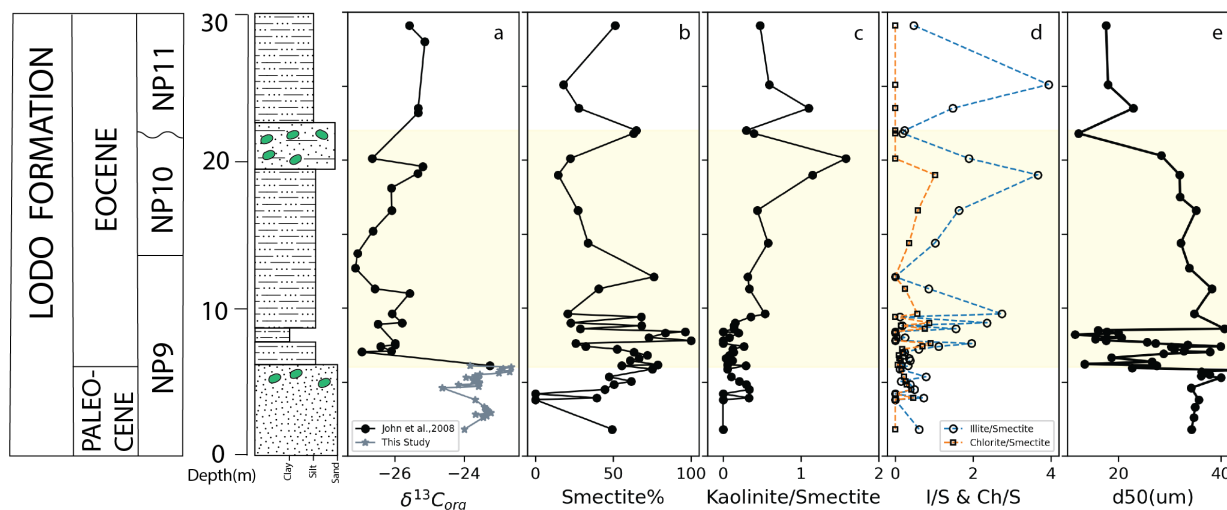 LODO FORMATION
EOCENE
PALEO-
CENE
NP11
NP10
NP9
30
20
10
0
Depth(m)
Clay
Silt
Sand
a
b
c
d
e
John et al.,2008
This Study
Illite/Smectite
Chlorite/Smectite
−26 −24
0 50 100
0 1 2
0 2 4
20 40
δ¹³C_org
Smectite%
Kaolinite/Smectite
I/S & Ch/S
d50(um)